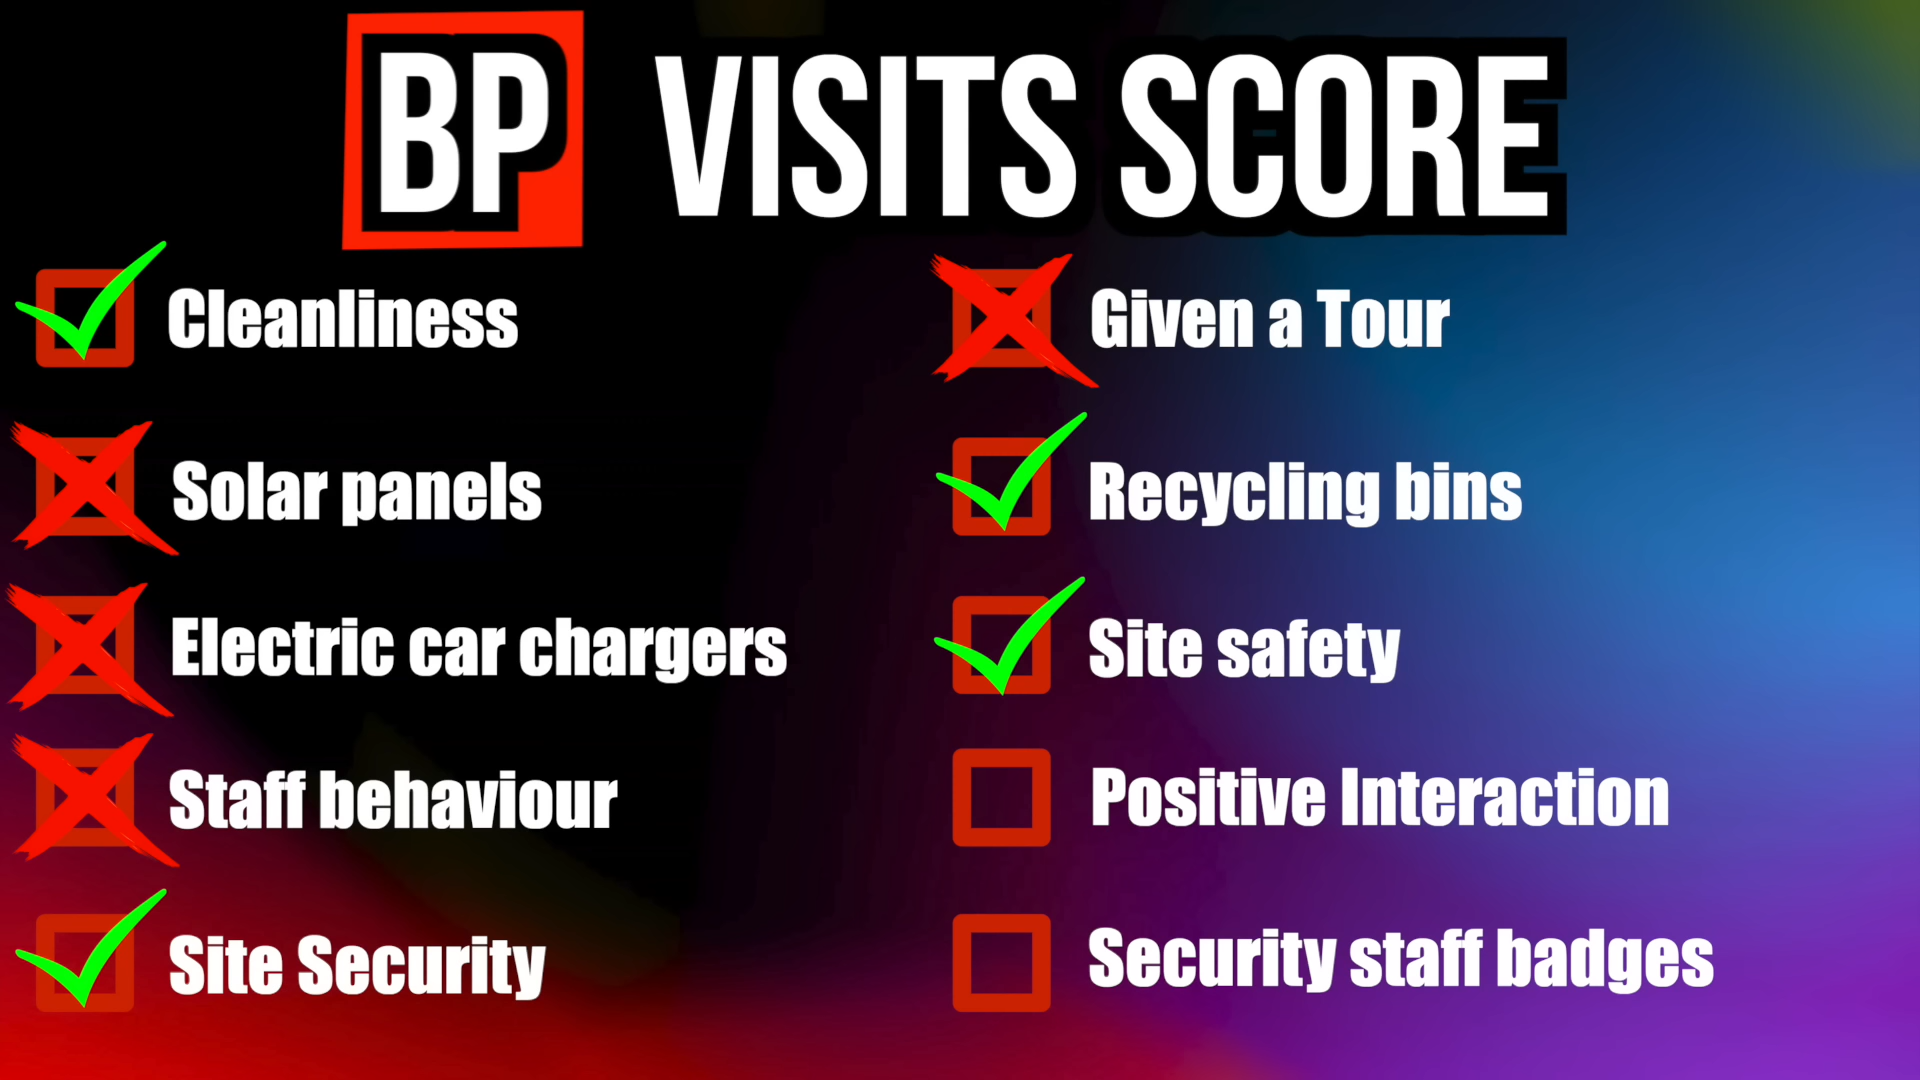 BP VISITS SCORE
Cleanliness
Solar panels
Electric car chargers
Staff behaviour
Site Security
Given a Tour
Recycling bins
Site safety
Positive Interaction
Security staff badges